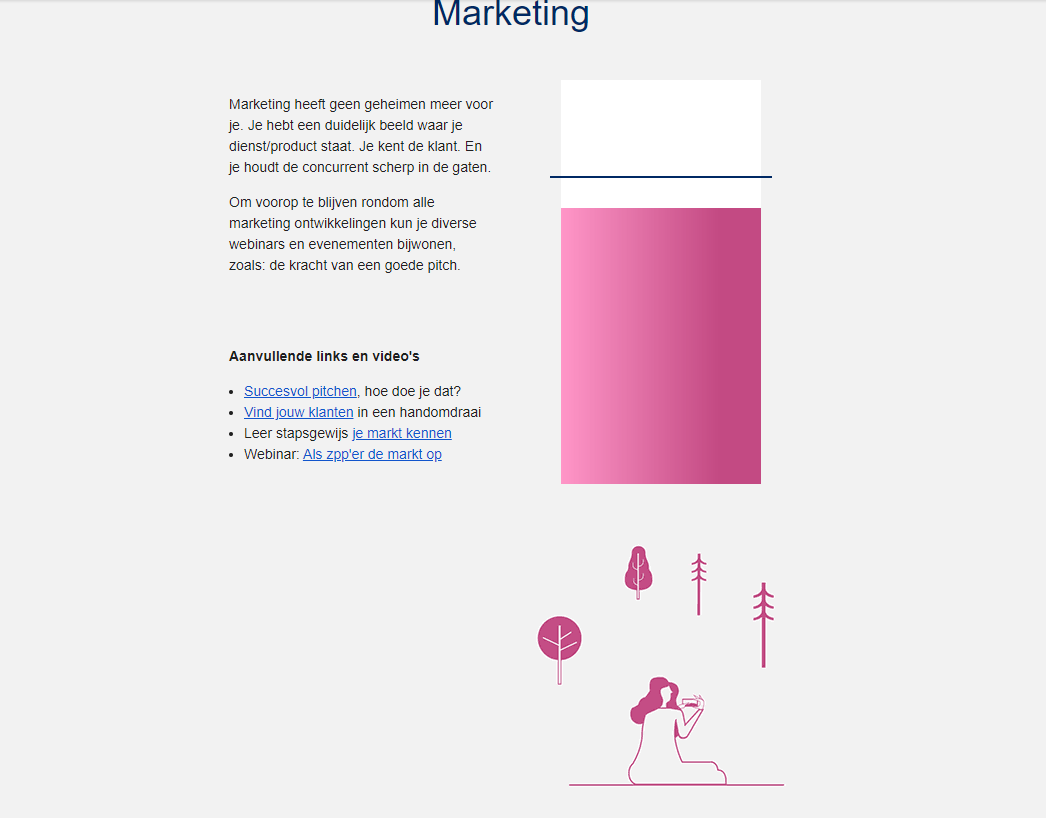 Marketing
Marketing heeft geen geheimen meer voor
je. Je hebt een duidelijk beeld waar je
dienst/product staat. Je kent de klant. En
je houdt de concurrent scherp in de gaten.
Om voorop te blijven rondom alle
marketing ontwikkelingen kun je diverse
webinars en evenementen bijwonen,
zoals: de kracht van een goede pitch.
Aanvullende links en video's
• Succesvol pitchen, hoe doe je dat?
• Vind jouw klanten in een handomdraai
• Leer stapsgewijs je markt kennen
• Webinar: Als zpp'er de markt op